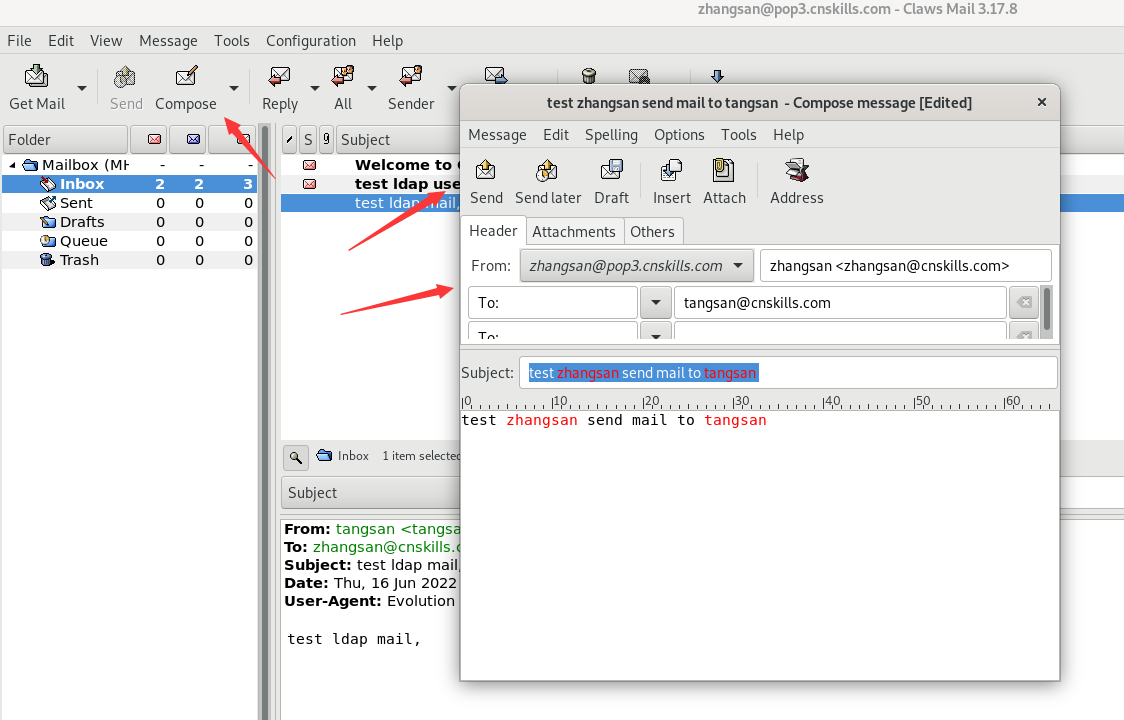 zhangsan@pop3.cnskills.com - Claws Mail 3.17.8
File Edit View Message Tools Configuration Help
Get Mail Send Compose Reply All Sender
Folder
S Subject
Mailbox (MH
- - -
Inbox 2 2 3
Sent 0 0 0
Drafts 0 0 0
Queue 0 0 0
Trash 0 0 0
Welcome to
test ldap use
test ldap mail,
Inbox 1 item selected
Subject
From: tangsan <tangsa
To: zhangsan@cnskills.c
Subject: test ldap mail,
Date: Thu, 16 Jun 2022
User-Agent: Evolution
test ldap mail,
test zhangsan send mail to tangsan - Compose message [Edited] ×
Message Edit Spelling Options Tools Help
Send Send later Draft Insert Attach Address
Header Attachments Others
From: zhangsan@pop3.cnskills.com zhangsan <zhangsan@cnskills.com>
To: tangsan@cnskills.com
To:
Subject: test zhangsan send mail to tangsan
0 10 20 30 40 50 60
test zhangsan send mail to tangsan